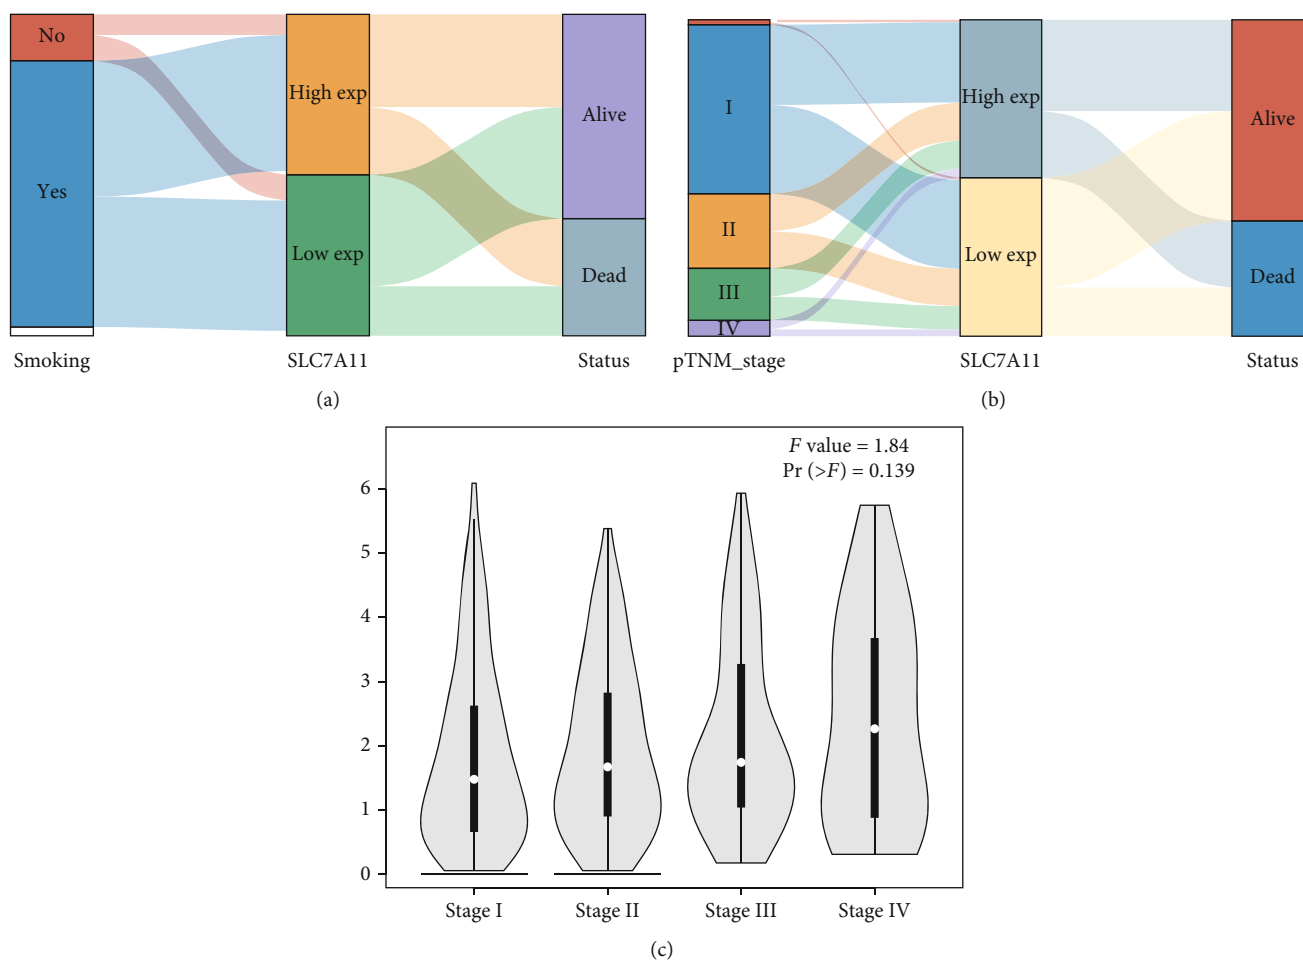 No
Yes
High exp
Low exp
Alive
Dead
Smoking
SLC7A11
Status
(a)
I
II
III
IV
High exp
Low exp
Alive
Dead
pTNM_stage
SLC7A11
Status
(b)
F value = 1.84
Pr (>F) = 0.139
6
5
4
3
2
1
0
Stage I
Stage II
Stage III
Stage IV
(c)